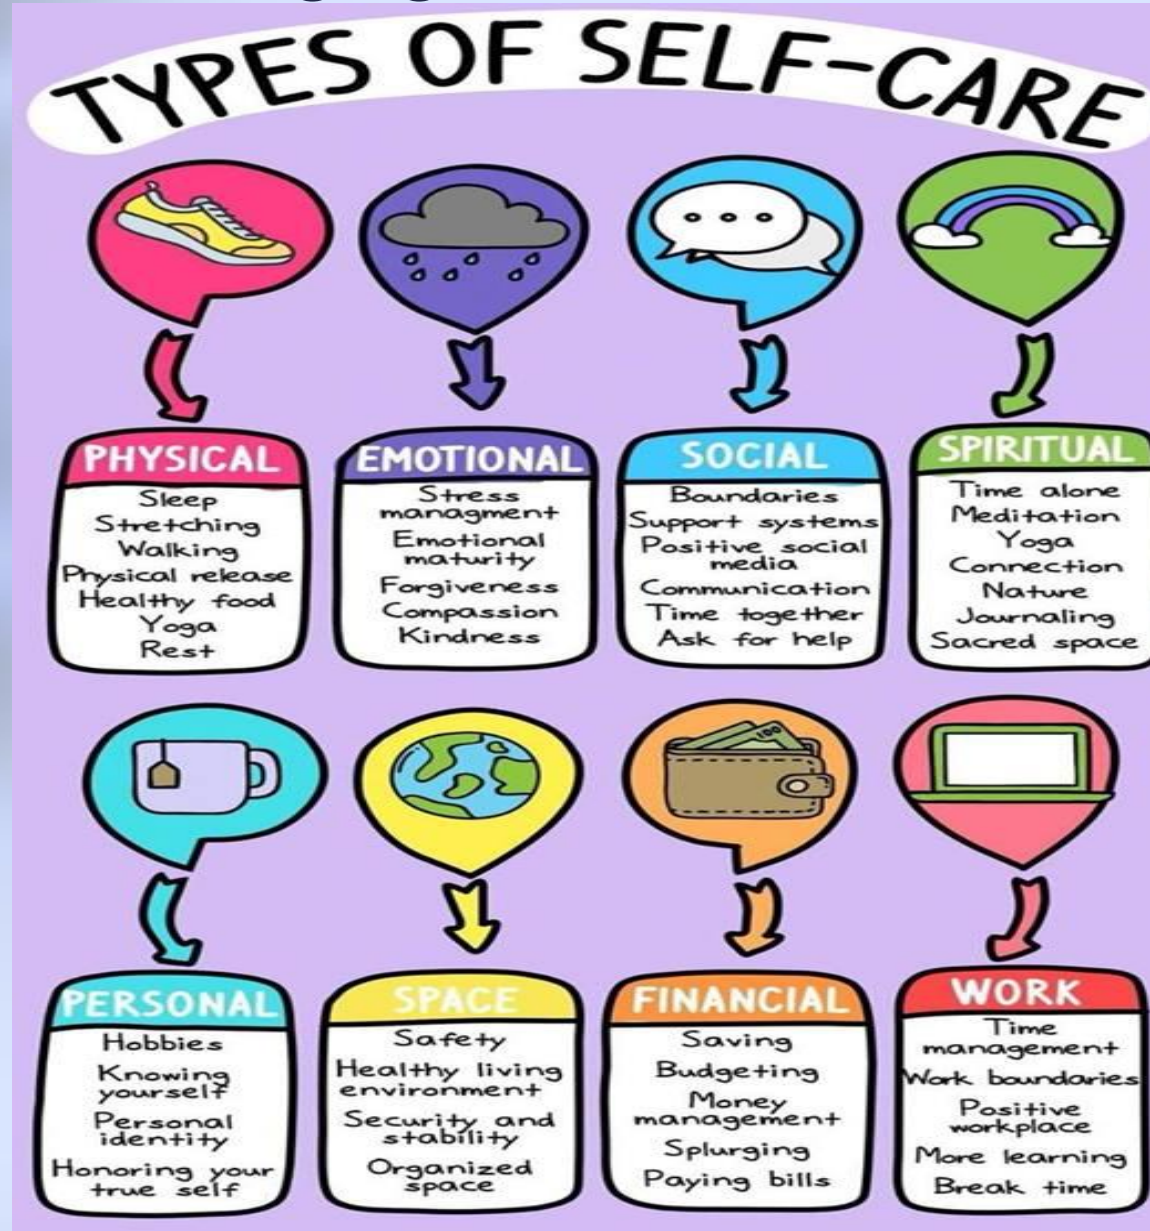 TYPES OF SELF-CARE
PHYSICAL
Sleep
Stretching
Walking
Physical release
Healthy food
Yoga
Rest
EMOTIONAL
Stress
managment
Emotional
maturity
Forgiveness
Compassion
Kindness
SOCIAL
Boundaries
Support systems
Positive social
media
Communication
Time together
Ask for help
SPIRITUAL
Time alone
Meditation
Yoga
Connection
Nature
Journaling
Sacred space
100
PERSONAL
Hobbies
Knowing
yourself
Personal
identity
Honoring your
true self
SPACE
Safety
Healthy living
environment
Security and
stability
Organized
space
FINANCIAL
Saving
Budgeting
Money
management
Splurging
Paying bills
WORK
Time
management
Work boundaries
Positive
workplace
More learning
Break time